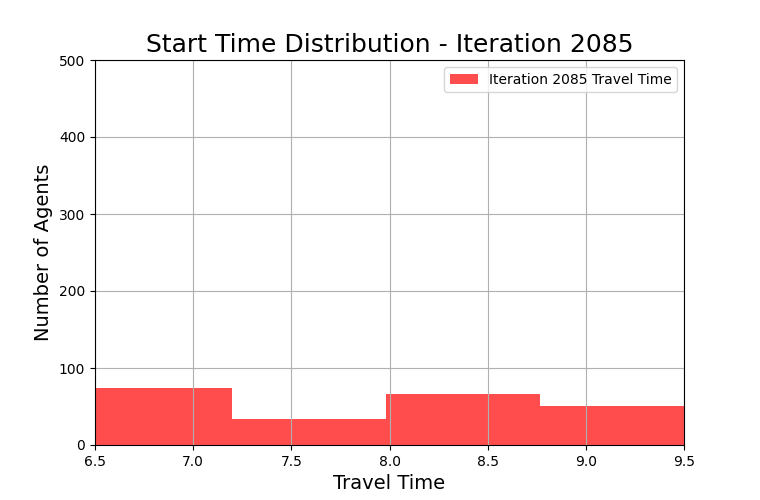 Start Time Distribution - Iteration 2085
Iteration 2085 Travel Time
Number of Agents
500
400
300
200
100
0
6.5 7.0 7.5 8.0 8.5 9.0 9.5
Travel Time